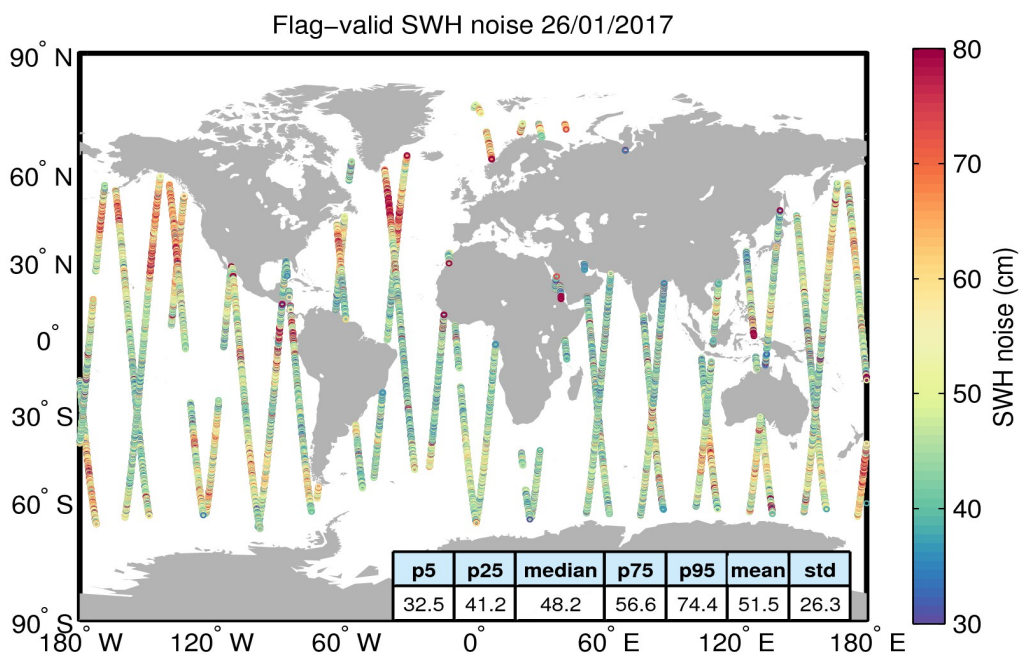 Flag−valid SWH noise 26/01/2017
90° N
60° N
30° N
0°
30° S
60° S
90° S
180° W
120° W
60° W
0°
60° E
120° E
180° E
p5 p25 median p75 p95 mean std
32.5 41.2 48.2 56.6 74.4 51.5 26.3
80
70
60
50
40
30
SWH noise (cm)